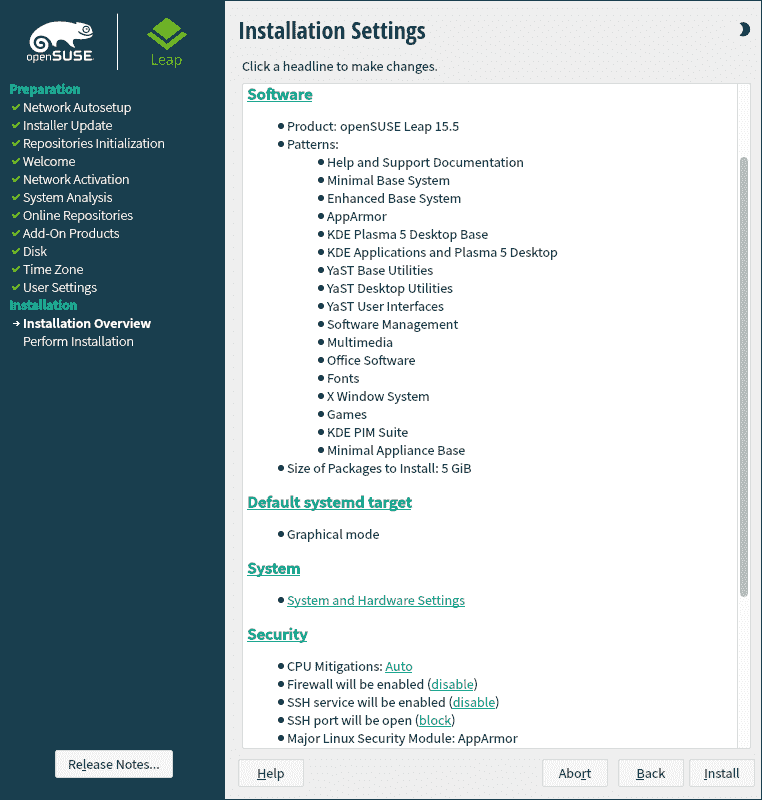 openSUSE
Leap
Preparation
Network Autosetup
Installer Update
Repositories Initialization
Welcome
Network Activation
System Analysis
Online Repositories
Add-On Products
Disk
Time Zone
User Settings
Installation
Installation Overview
Perform Installation
Release Notes...
Installation Settings
Click a headline to make changes.
Software
Product: openSUSE Leap 15.5
Patterns:
Help and Support Documentation
Minimal Base System
Enhanced Base System
AppArmor
KDE Plasma 5 Desktop Base
KDE Applications and Plasma 5 Desktop
YaST Base Utilities
YaST Desktop Utilities
YaST User Interfaces
Software Management
Multimedia
Office Software
Fonts
X Window System
Games
KDE PIM Suite
Minimal Appliance Base
Size of Packages to Install: 5 GiB
Default systemd target
Graphical mode
System
System and Hardware Settings
Security
CPU Mitigations: Auto
Firewall will be enabled (disable)
SSH service will be enabled (disable)
SSH port will be open (block)
Major Linux Security Module: AppArmor
Help
Abort
Back
Install